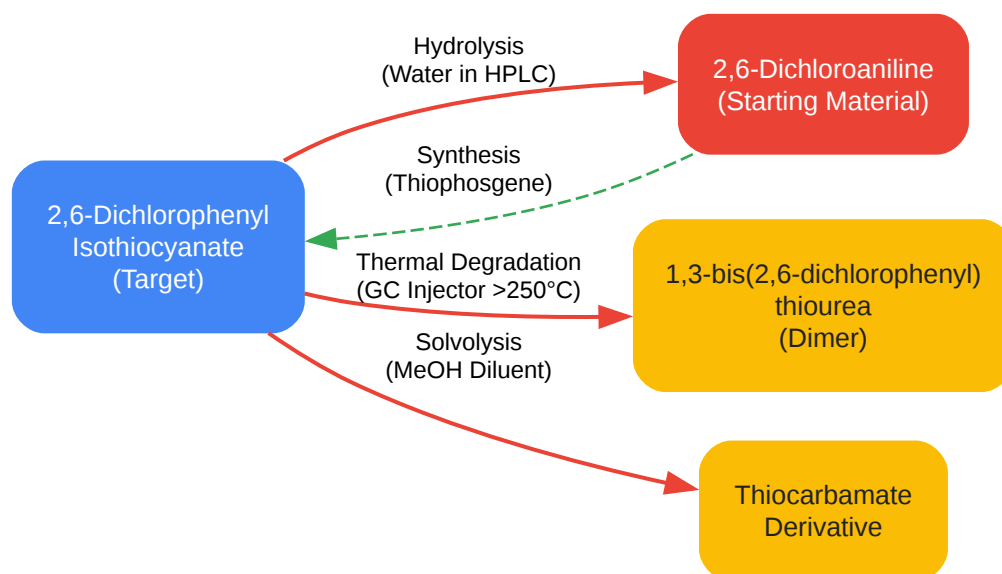 Hydrolysis
(Water in HPLC)
2,6-Dichloroaniline
(Starting Material)
Synthesis
(Thiophosgene)
2,6-Dichlorophenyl
Isothiocyanate
(Target)
Thermal Degradation
(GC Injector >250°C)
1,3-bis(2,6-dichlorophenyl)
thiourea
(Dimer)
Solvolysis
(MeOH Diluent)
Thiocarbamate
Derivative